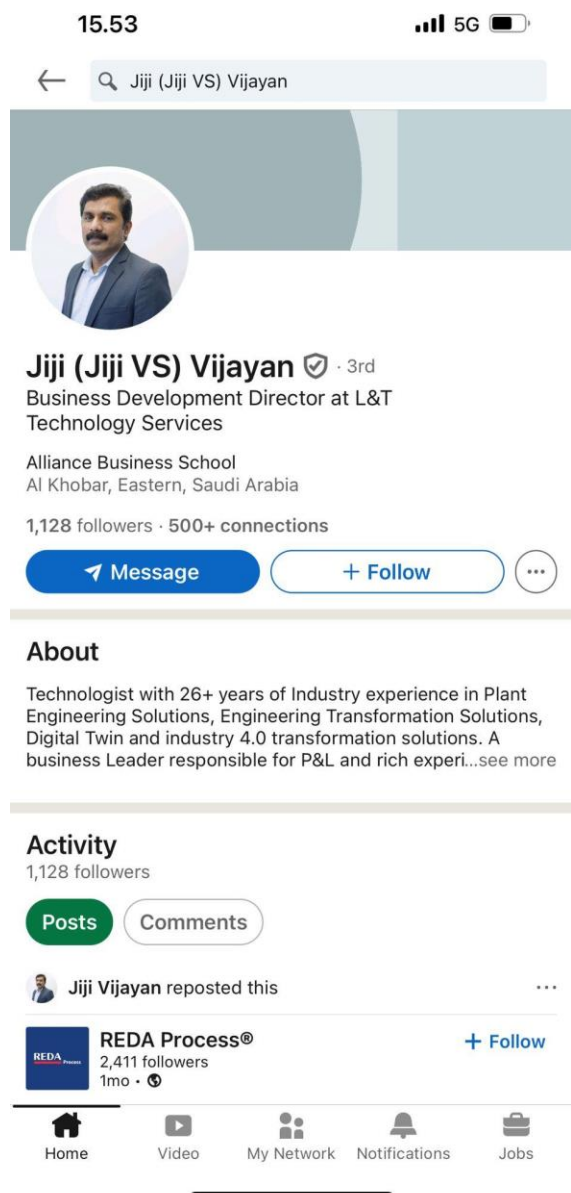 15.53
5G
Jiji (Jiji VS) Vijayan
Jiji (Jiji VS) Vijayan · 3rd
Business Development Director at L&T
Technology Services
Alliance Business School
Al Khobar, Eastern, Saudi Arabia
1,128 followers · 500+ connections
Message
+ Follow
About
Technologist with 26+ years of Industry experience in Plant
Engineering Solutions, Engineering Transformation Solutions,
Digital Twin and industry 4.0 transformation solutions. A
business Leader responsible for P&L and rich experi...see more
Activity
1,128 followers
Posts
Comments
Jiji Vijayan reposted this
REDA Process
REDA Process®
+ Follow
2,411 followers
1mo •
Home
Video
My Network
Notifications
Jobs